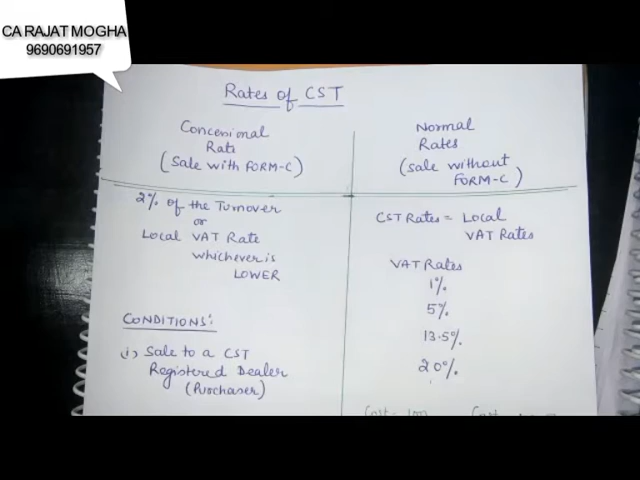 CA RAJAT MOGHA
9690691957
Rates of CST
Concenional
Rate
(Sale with FORM-C)
2% of the Turnover
or
Local VAT Rate
whichever is
LOWER
CONDITIONS:
(i) Sale to a CST
Registered Dealer
(Purchaser)
Normal
Rates
(Sale without
FORM-C)
CST Rates = Local
VAT Rates
VAT Rates
1%.
5%.
13.5%.
20%.